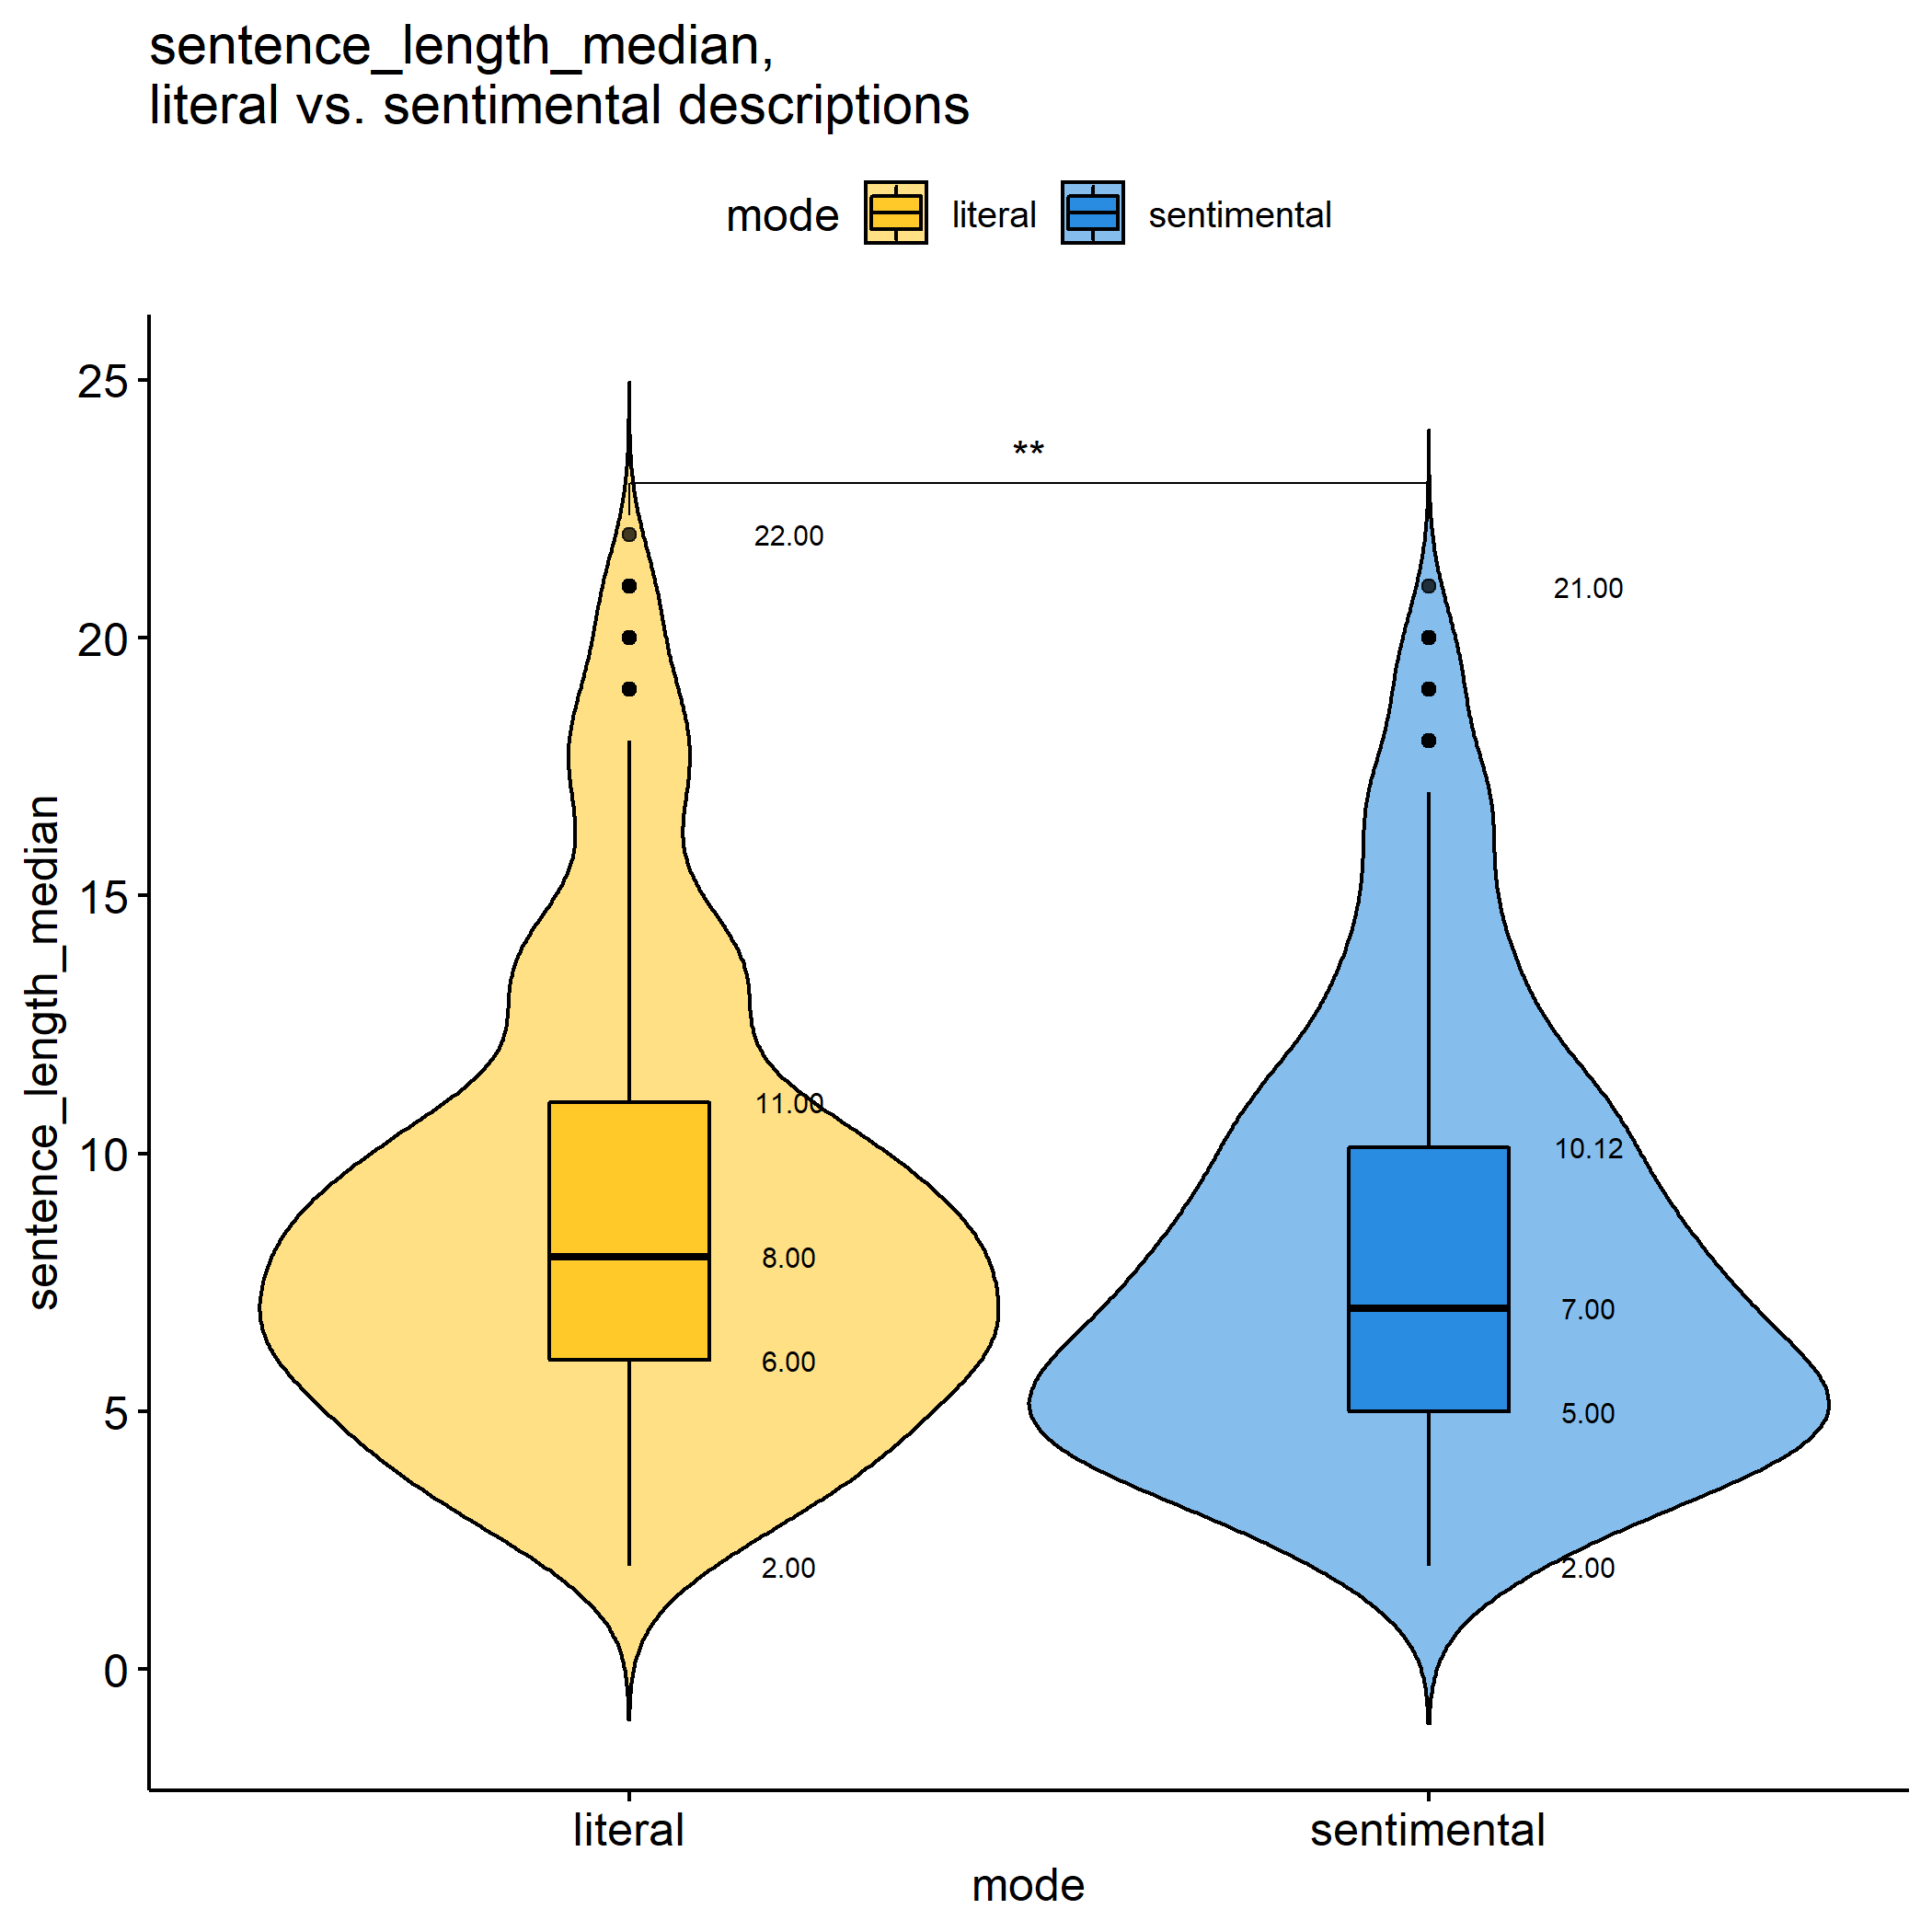 sentence_length_median,
literal vs. sentimental descriptions
mode literal sentimental
sentence_length_median
25
20
15
10
5
0
**
22.00
11.00
8.00
6.00
2.00
21.00
10.12
7.00
5.00
2.00
literal sentimental
mode